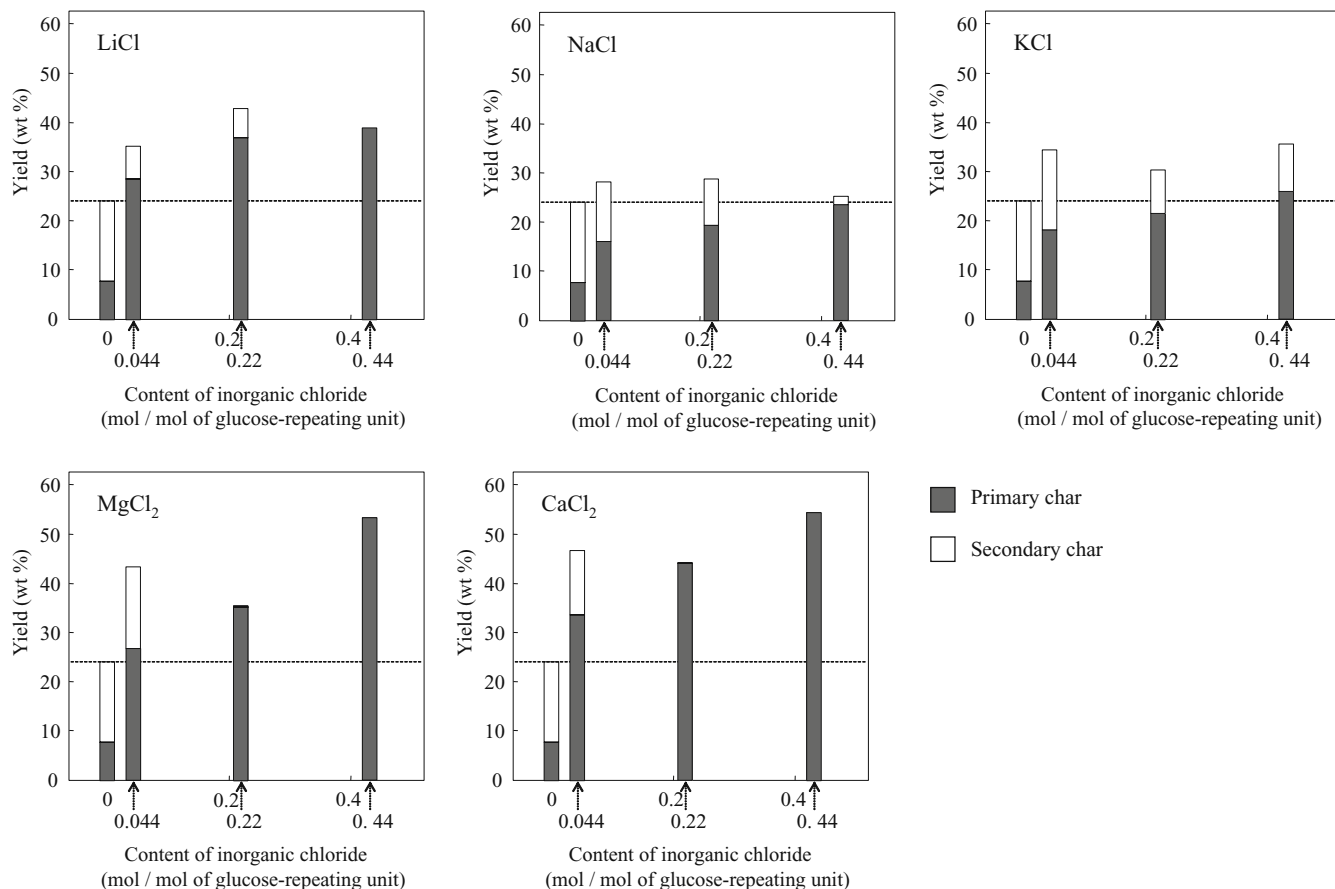 LiCl
Yield (wt %)
60
50
40
30
20
10
0
0
0.2
0.4
0.044
0.22
0. 44
Content of inorganic chloride
(mol / mol of glucose-repeating unit)
NaCl
Yield (wt %)
60
50
40
30
20
10
0
0
0.2
0.4
0.044
0.22
0. 44
Content of inorganic chloride
(mol / mol of glucose-repeating unit)
KCl
Yield (wt %)
60
50
40
30
20
10
0
0
0.2
0.4
0.044
0.22
0. 44
Content of inorganic chloride
(mol / mol of glucose-repeating unit)
MgCl2
Yield (wt %)
60
50
40
30
20
10
0
0
0.2
0.4
0.044
0.22
0. 44
Content of inorganic chloride
(mol / mol of glucose-repeating unit)
CaCl2
Yield (wt %)
60
50
40
30
20
10
0
0
0.2
0.4
0.044
0.22
0. 44
Content of inorganic chloride
(mol / mol of glucose-repeating unit)
Primary char
Secondary char